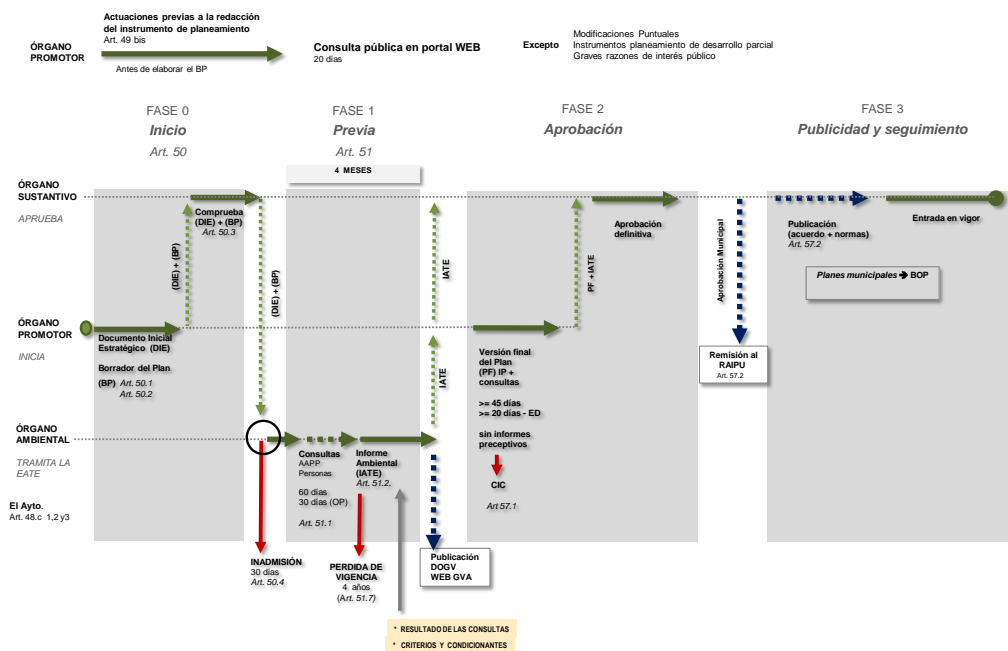 Actuaciones previas a la redacción
del instrumento de planeamiento
Art. 49 bis
ÓRGANO
PROMOTOR
Antes de elaborar el BP
Consulta pública en portal WEB
20 días
Excepto
Modificaciones Puntuales
Instrumentos planeamiento de desarrollo parcial
Graves razones de interés público
FASE 0
Inicio
Art. 50
FASE 1
Previa
Art. 51
FASE 2
Aprobación
FASE 3
Publicidad y seguimiento
4 MESES
ÓRGANO
SUSTANTIVO
APRUEBA
Comprueba
(DIE) + (BP)
Art. 50.3
(DIE) + (BP)
(DIE) + (BP)
IATE
PF +IATE
Aprobación
definitiva
Aprobación Municipal
Publicación
(acuerdo + normas)
Art. 57.2
Entrada en vigor
Planes municipales → BOP
ÓRGANO
PROMOTOR
INICIA
Documento Inicial
Estratégico (DIE)
Borrador del Plan
(BP) Art. 50.1
Art. 50.2
IATE
Versión final
del Plan
(PF) IP +
consultas
>= 45 días
>= 20 días - ED
sin informes
preceptivos
CIC
Art 57.1
Remisión al
RAIPU
Art. 57.2
ÓRGANO
AMBIENTAL
TRAMITA LA
EATE
El Ayto.
Art. 48.c 1,2 y3
Consultas
AAPP
Personas
60 días
30 días (OP)
Art. 51.1
Informe
Ambiental
(IATE)
Art. 51.2.
INADMISIÓN
30 días
Art. 50.4
PERDIDA DE
VIGENCIA
4 años
(Art. 51.7)
Publicación
DOGV
WEB GVA
* RESULTADO DE LAS CONSULTAS
* CRITERIOS Y CONDICIONANTES